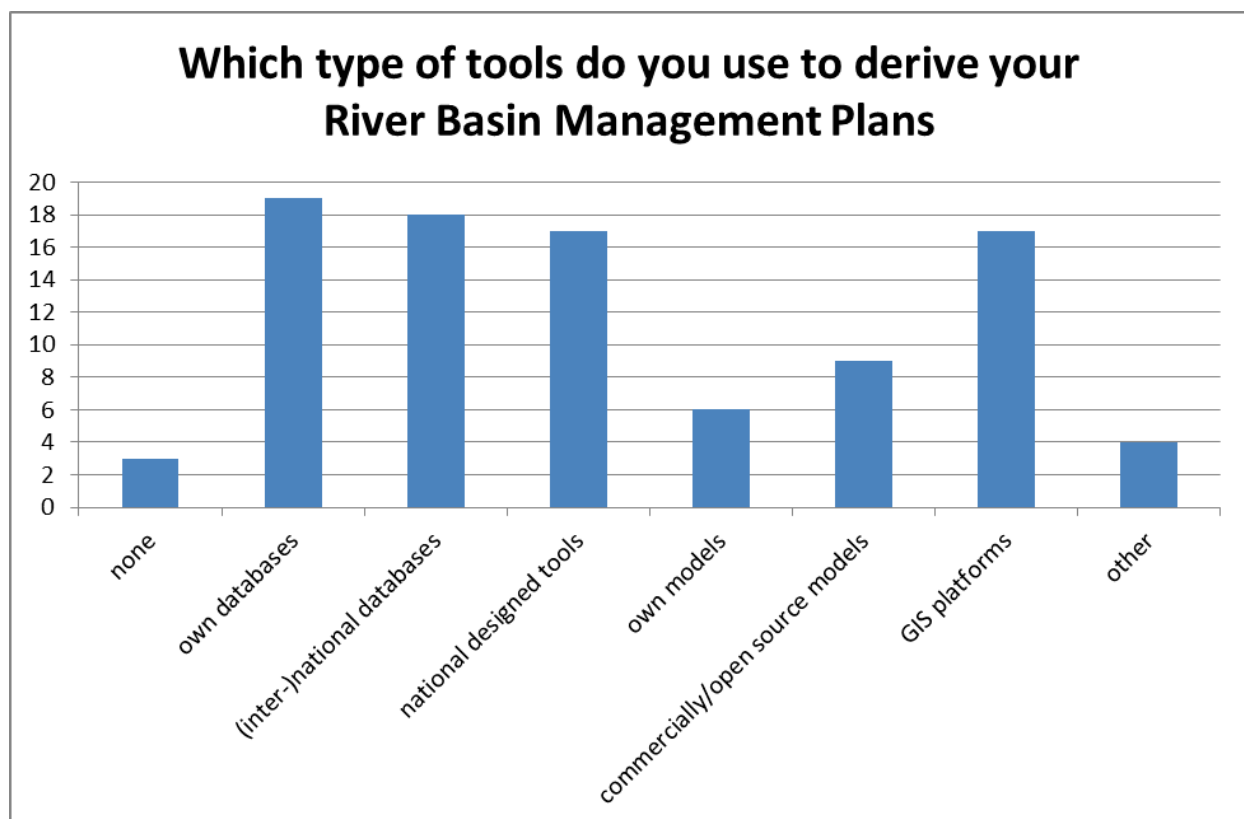 Which type of tools do you use to derive your
River Basin Management Plans
20
18
16
14
12
10
8
6
4
2
0
none
own databases
(inter-)national databases
national designed tools
own models
commercially/open source models
GIS platforms
other